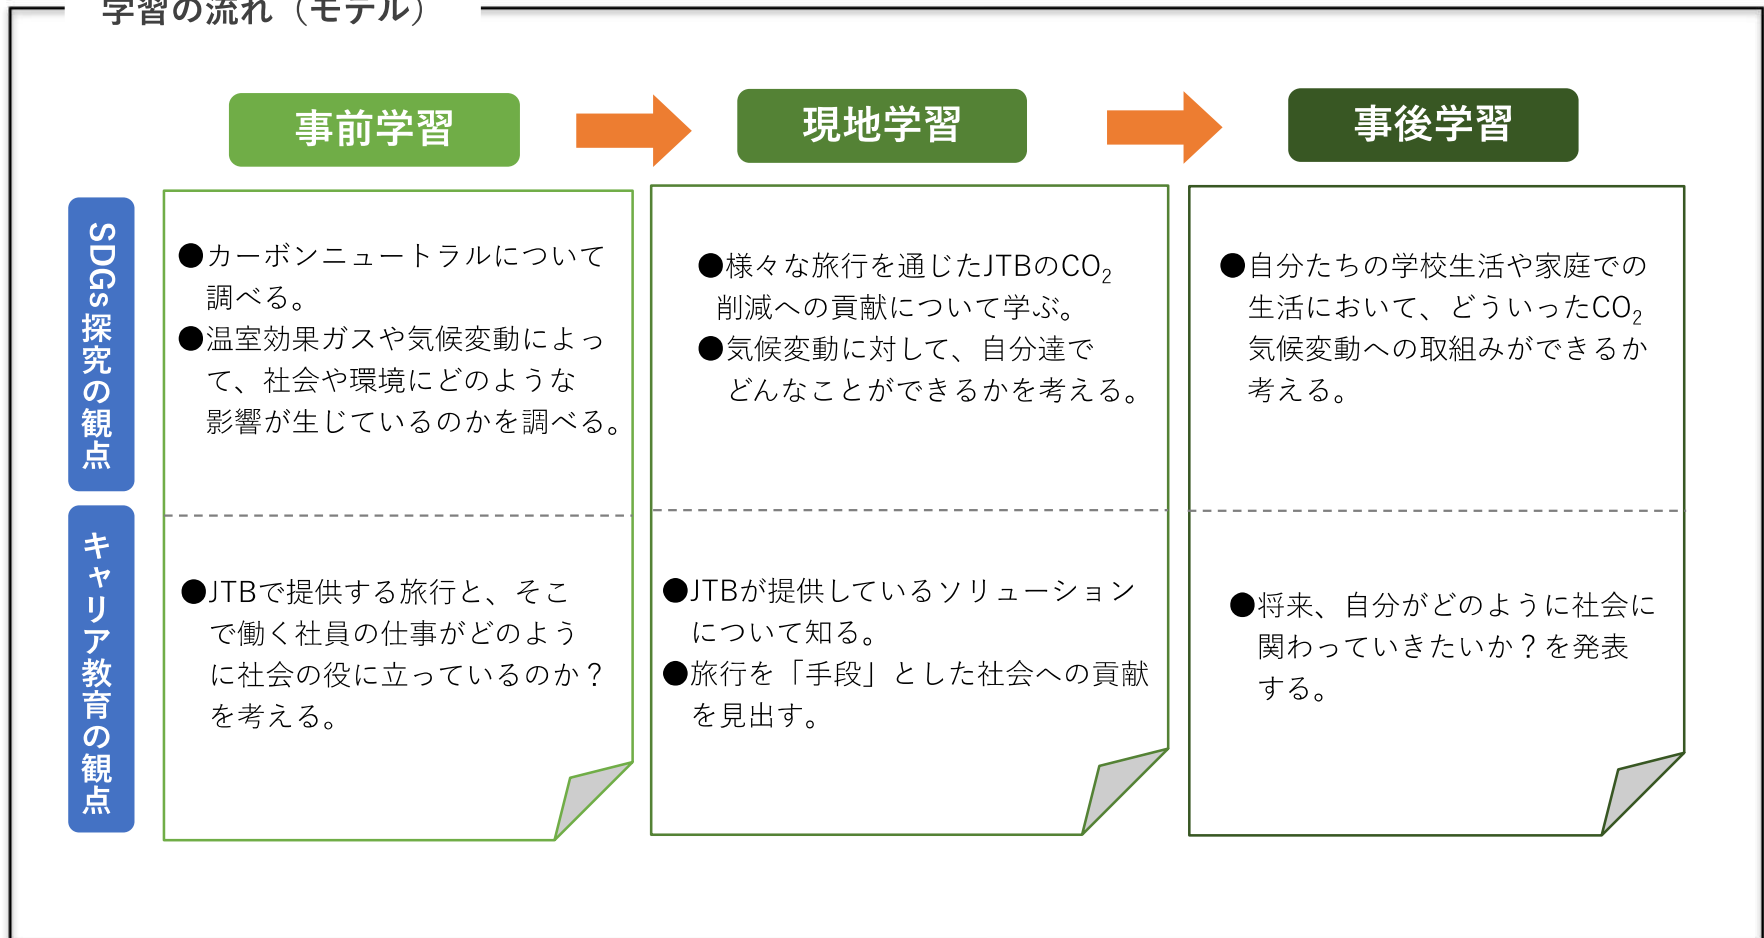 学習の流れ（モデル）
事前学習
現地学習
事後学習
SDGs探究の観点
●カーボンニュートラルについて
調べる。
●温室効果ガスや気候変動によっ
て、社会や環境にどのような
影響が生じているのかを調べる。
●様々な旅行を通じたJTBのCO₂
削減への貢献について学ぶ。
●気候変動に対して、自分達で
どんなことができるかを考える。
●自分たちの学校生活や家庭での
生活において、どういったCO₂
気候変動への取組みができるか
考える。
キャリア教育の観点
●JTBで提供する旅行と、そこ
で働く社員の仕事がどのよう
に社会の役に立っているのか？
を考える。
●JTBが提供しているソリューション
について知る。
●旅行を「手段」とした社会への貢献
を見出す。
●将来、自分がどのように社会に
関わっていきたいか？を発表
する。